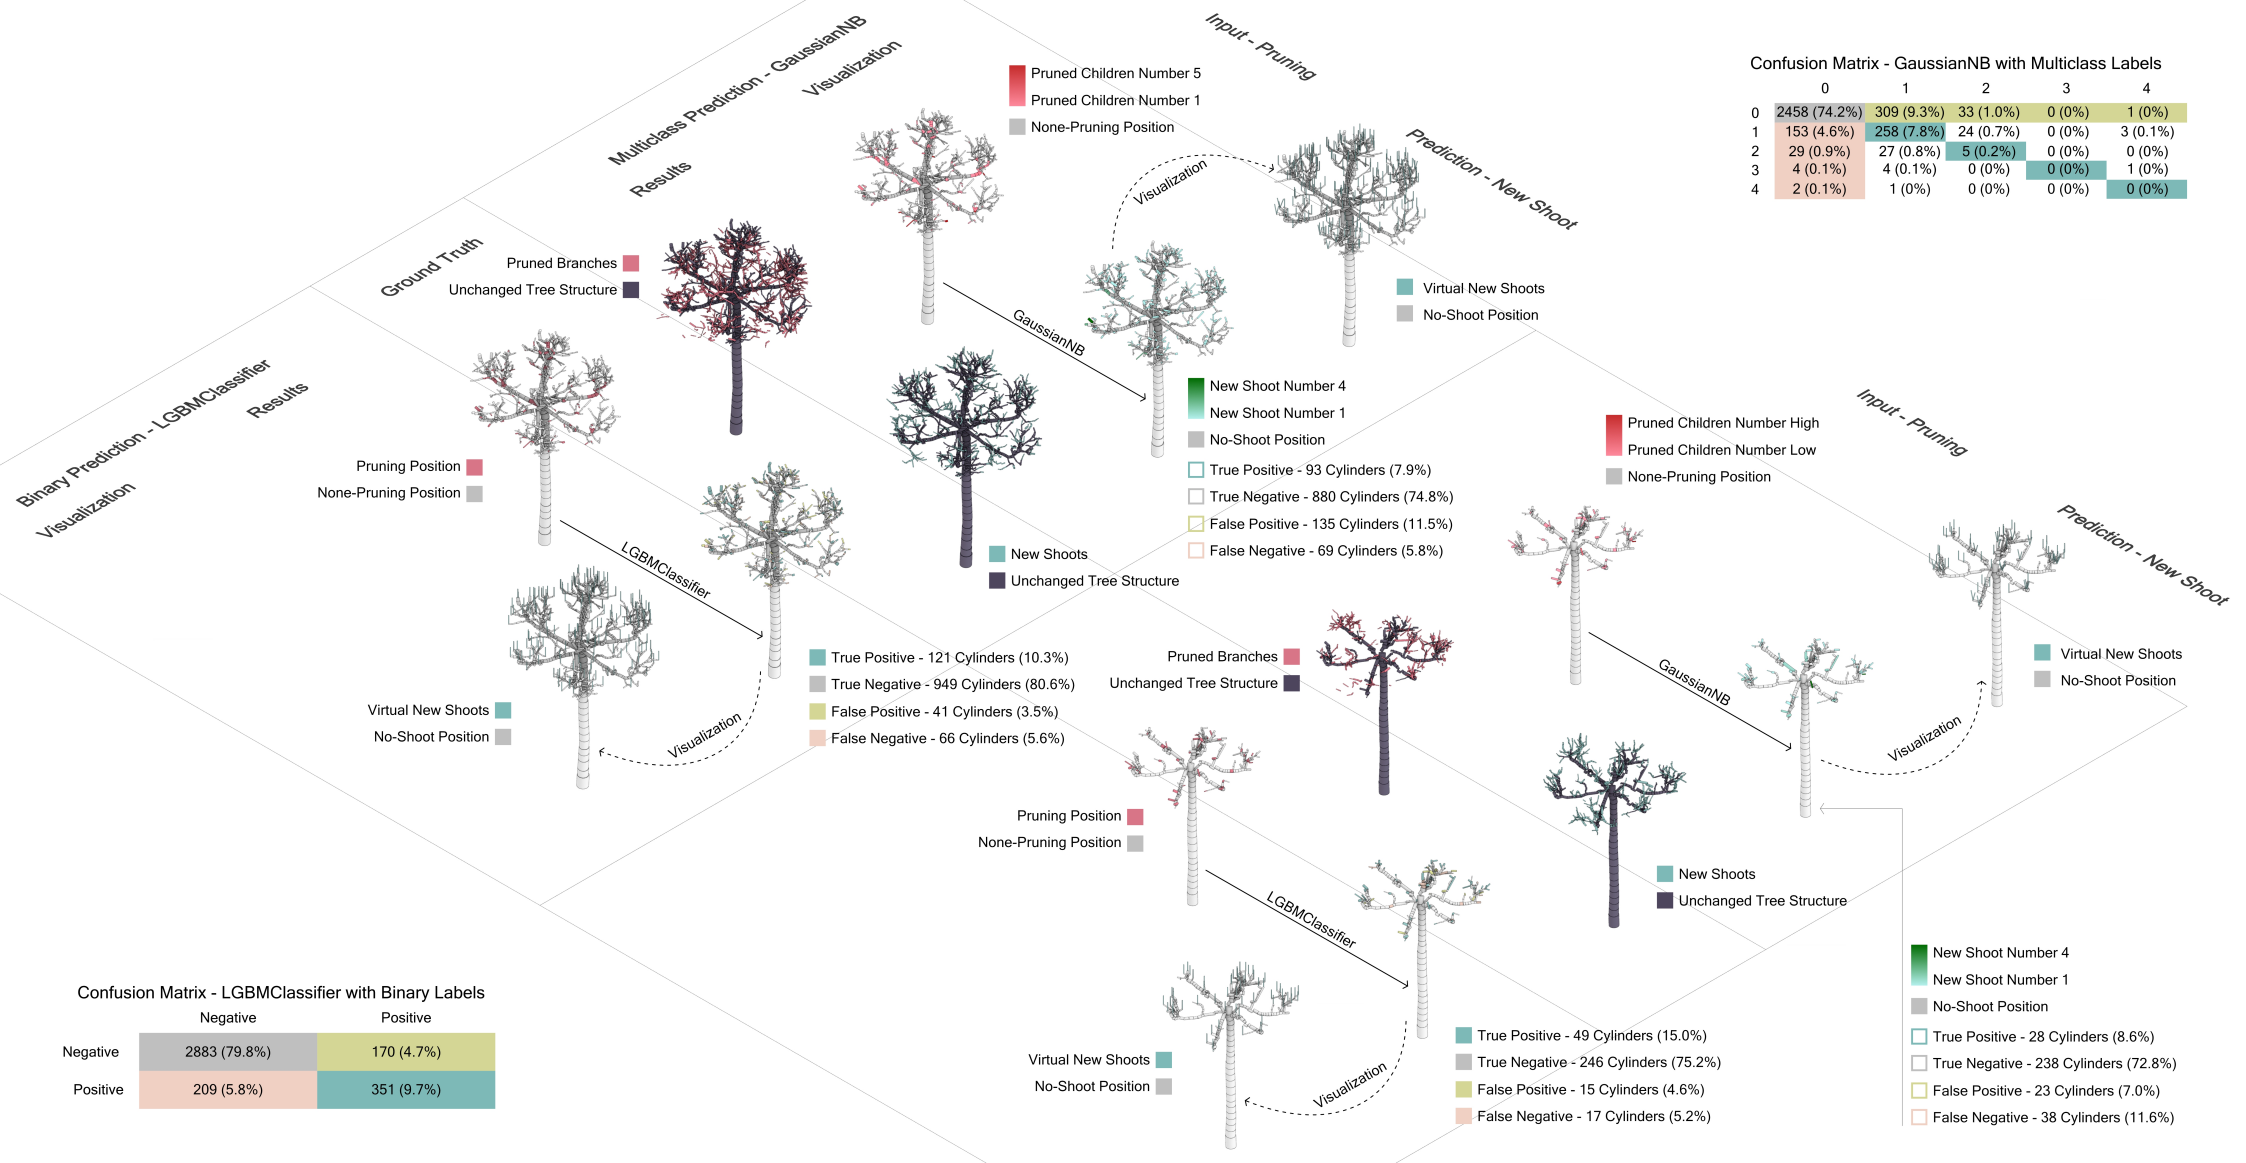 Multiclass Prediction - GaussianNB
Visualization
Results
Input - Pruning
Prediction - New Shoot
Pruned Children Number 5
Pruned Children Number 1
None-Pruning Position
Visualization
GaussianNB
Virtual New Shoots
No-Shoot Position
New Shoot Number 4
New Shoot Number 1
No-Shoot Position
True Positive - 93 Cylinders (7.9%)
True Negative - 880 Cylinders (74.8%)
False Positive - 135 Cylinders (11.5%)
False Negative - 69 Cylinders (5.8%)
Confusion Matrix - GaussianNB with Multiclass Labels
0 1 2 3 4
0 2458 (74.2%) 309 (9.3%) 33 (1.0%) 0 (0%) 1 (0%)
1 153 (4.6%) 258 (7.8%) 24 (0.7%) 0 (0%) 3 (0.1%)
2 29 (0.9%) 27 (0.8%) 5 (0.2%) 0 (0%) 0 (0%)
3 4 (0.1%) 4 (0.1%) 0 (0%) 0 (0%) 1 (0%)
4 2 (0.1%) 1 (0%) 0 (0%) 0 (0%) 0 (0%)
Ground Truth
Pruned Branches
Unchanged Tree Structure
New Shoots
Unchanged Tree Structure
Binary Prediction - LGBMClassifier
Results
Visualization
Pruning Position
None-Pruning Position
LGBMClassifier
Virtual New Shoots
No-Shoot Position
Visualization
True Positive - 121 Cylinders (10.3%)
True Negative - 949 Cylinders (80.6%)
False Positive - 41 Cylinders (3.5%)
False Negative - 66 Cylinders (5.6%)
Input - Pruning
Prediction - New Shoot
Pruned Children Number High
Pruned Children Number Low
None-Pruning Position
GaussianNB
Visualization
Virtual New Shoots
No-Shoot Position
Pruned Branches
Unchanged Tree Structure
New Shoots
Unchanged Tree Structure
Pruning Position
None-Pruning Position
LGBMClassifier
Virtual New Shoots
No-Shoot Position
Visualization
True Positive - 49 Cylinders (15.0%)
True Negative - 246 Cylinders (75.2%)
False Positive - 15 Cylinders (4.6%)
False Negative - 17 Cylinders (5.2%)
New Shoot Number 4
New Shoot Number 1
No-Shoot Position
True Positive - 28 Cylinders (8.6%)
True Negative - 238 Cylinders (72.8%)
False Positive - 23 Cylinders (7.0%)
False Negative - 38 Cylinders (11.6%)
Confusion Matrix - LGBMClassifier with Binary Labels
Negative Positive
Negative 2883 (79.8%) 170 (4.7%)
Positive 209 (5.8%) 351 (9.7%)